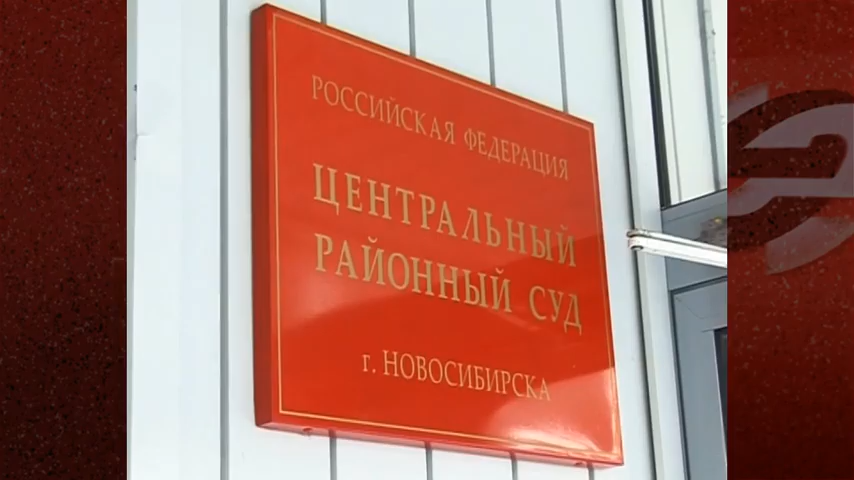 РОССИЙСКАЯ ФЕДЕРАЦИЯ
ЦЕНТРАЛЬНЫЙ
РАЙОННЫЙ СУД
г. НОВОСИБИРСКА